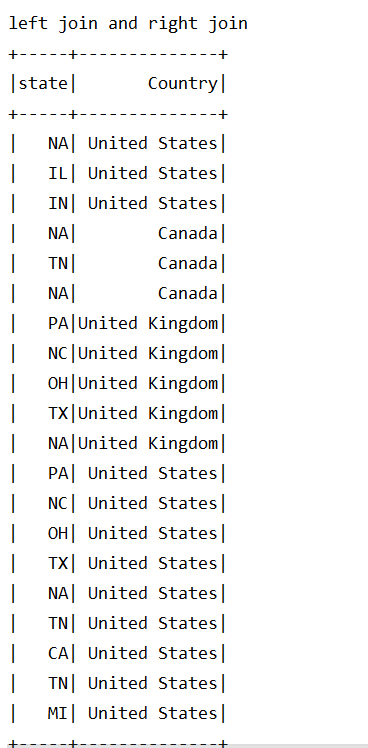 left join and right join
+-----+--------------+
|state|       Country|
+-----+--------------+
|   NA| United States|
|   IL| United States|
|   IN| United States|
|   NA|        Canada|
|   TN|        Canada|
|   NA|        Canada|
|   PA|United Kingdom|
|   NC|United Kingdom|
|   OH|United Kingdom|
|   TX|United Kingdom|
|   NA|United Kingdom|
|   PA| United States|
|   NC| United States|
|   OH| United States|
|   TX| United States|
|   NA| United States|
|   TN| United States|
|   CA| United States|
|   TN| United States|
|   MI| United States|
+-----+--------------+